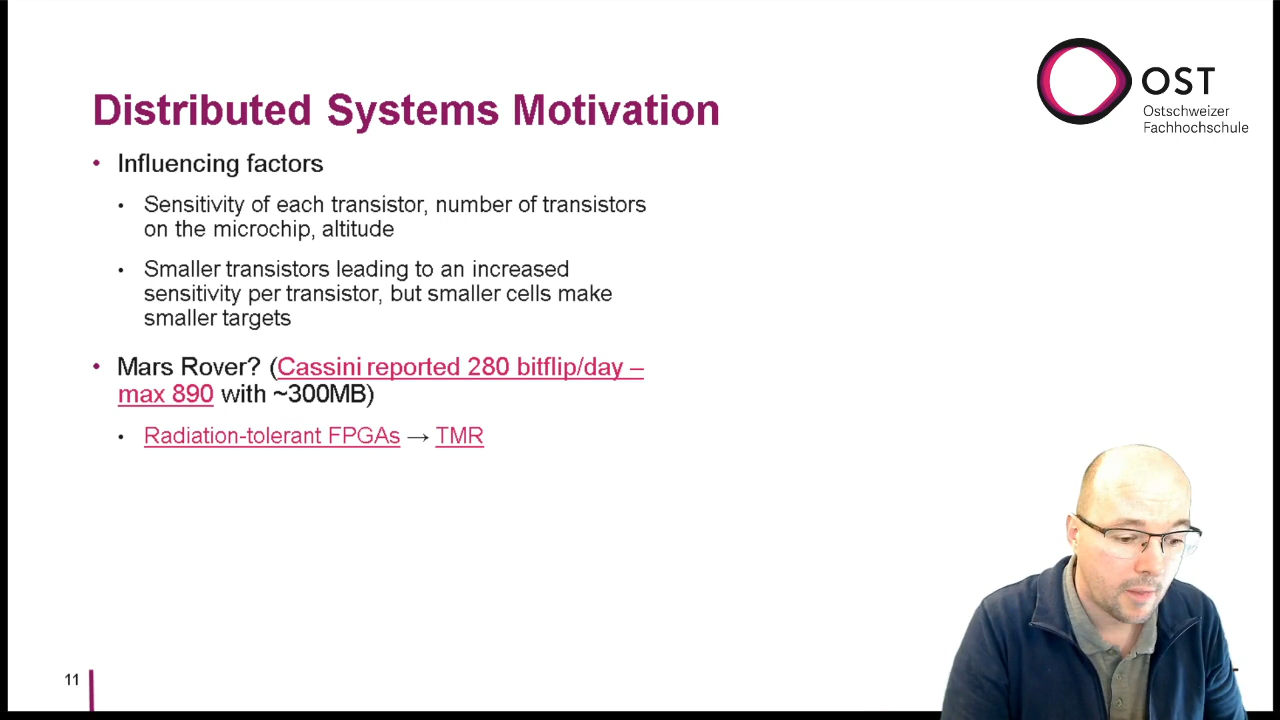 OST
Ostschweizer
Fachhochschule
Distributed Systems Motivation
• Influencing factors
• Sensitivity of each transistor, number of transistors
on the microchip, altitude
• Smaller transistors leading to an increased
sensitivity per transistor, but smaller cells make
smaller targets
• Mars Rover? (Cassini reported 280 bitflip/day –
max 890 with ~300MB)
• Radiation-tolerant FPGAs → TMR
11